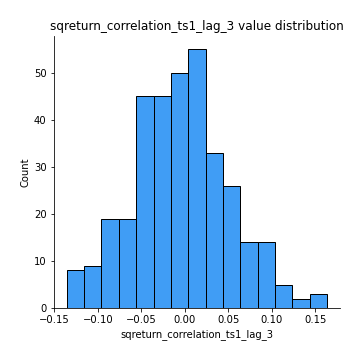 sqreturn_correlation_ts1_lag_3 value distribution
Count
50
40
30
20
10
0
−0.15 −0.10 −0.05 0.00 0.05 0.10 0.15
sqreturn_correlation_ts1_lag_3